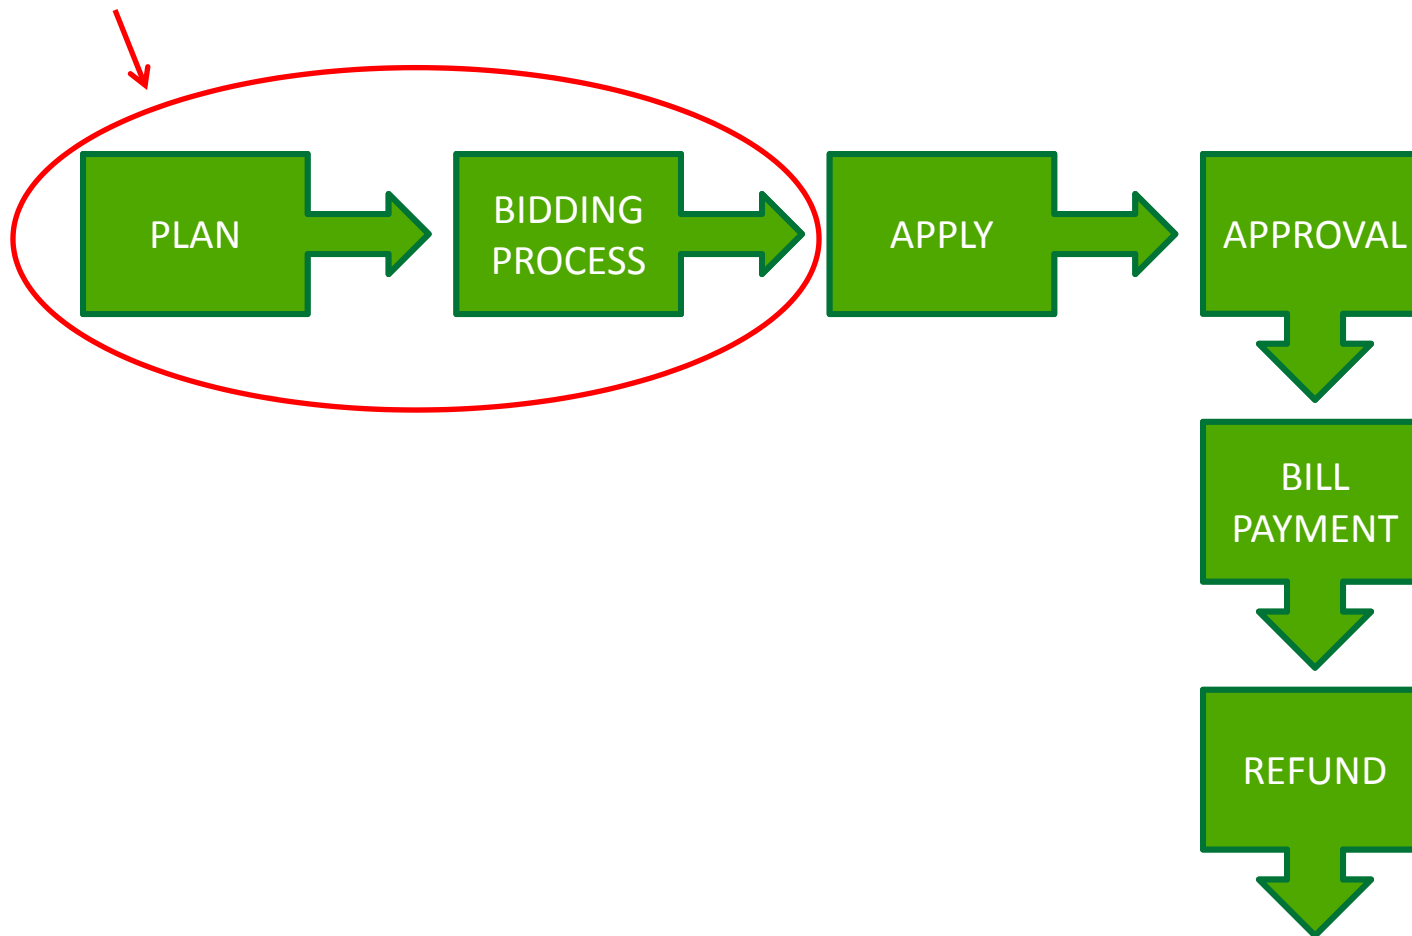 PLAN
BIDDING
PROCESS
APPLY
APPROVAL
BILL
PAYMENT
REFUND